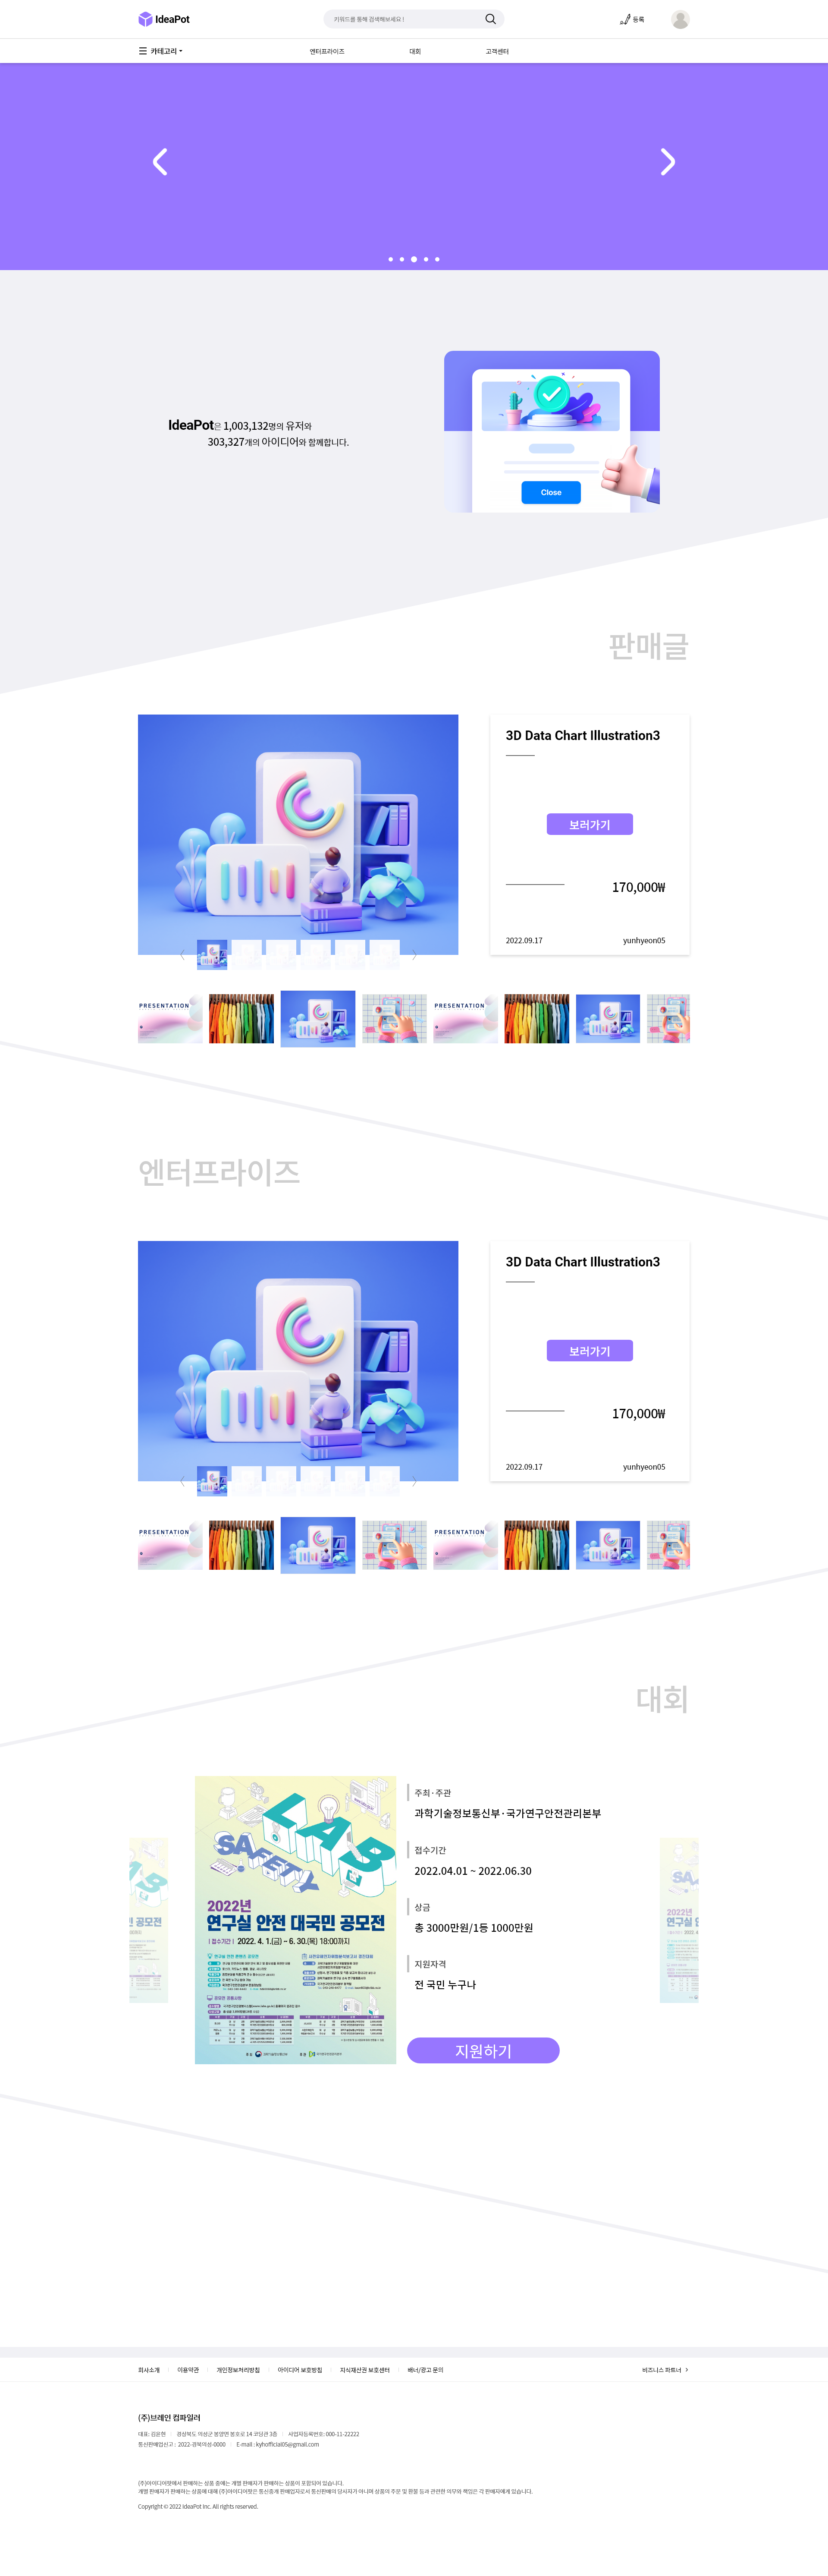 IdeaPot
키워드를 통해 검색해보세요 !
등록
카테고리
엔터프라이즈
대회
고객센터
IdeaPot은 1,003,132명의 유저와
303,327개의 아이디어와 함께합니다.
Close
판매글
3D Data Chart Illustration3
보러가기
170,000₩
2022.09.17
yunhyeon05
PRESENTATION
PRESENTATION
엔터프라이즈
3D Data Chart Illustration3
보러가기
170,000₩
2022.09.17
yunhyeon05
PRESENTATION
PRESENTATION
대회
LAB
SAFETY
2022년
연구실 안전 대국민 공모전
접수기간 2022. 4. 1.(금) ~ 6. 30.(목) 18:00까지
주최·주관
과학기술정보통신부·국가연구안전관리본부
접수기간
2022.04.01 ~ 2022.06.30
상금
총 3000만원/1등 1000만원
지원자격
전 국민 누구나
지원하기
회사소개
이용약관
개인정보처리방침
아이디어 보호방침
지식재산권 보호센터
배너/광고 문의
비즈니스 파트너
(주)브레인 컴퍼일러
대표: 김윤현
경상북도 의성군 봉양면 봉호로 14 코딩관 3층
사업자등록번호: 000-11-22222
통신판매업신고 : 2022-경북의성-0000
E-mail : kyhofficial05@gmail.com
(주)아이디어팟에서 판매하는 상품 중에는 개별 판매자가 판매하는 상품이 포함되어 있습니다.
개별 판매자가 판매하는 상품에 대해 (주)아이디어팟은 통신중개 판매업자로서 통신판매의 당사자가 아니며 상품의 주문 및 환불 등과 관련한 의무와 책임은 각 판매자에게 있습니다.
Copyright © 2022 IdeaPot Inc. All rights reserved.